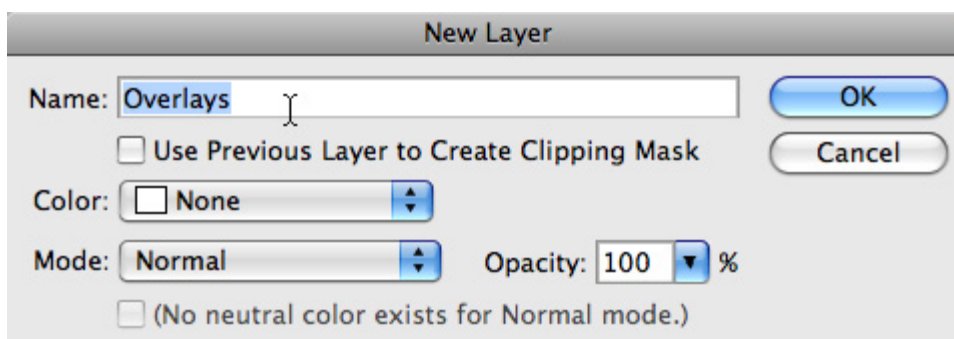 New Layer
Name: Overlays
OK
Use Previous Layer to Create Clipping Mask
Cancel
Color: None
Mode: Normal
Opacity: 100 %
(No neutral color exists for Normal mode.)